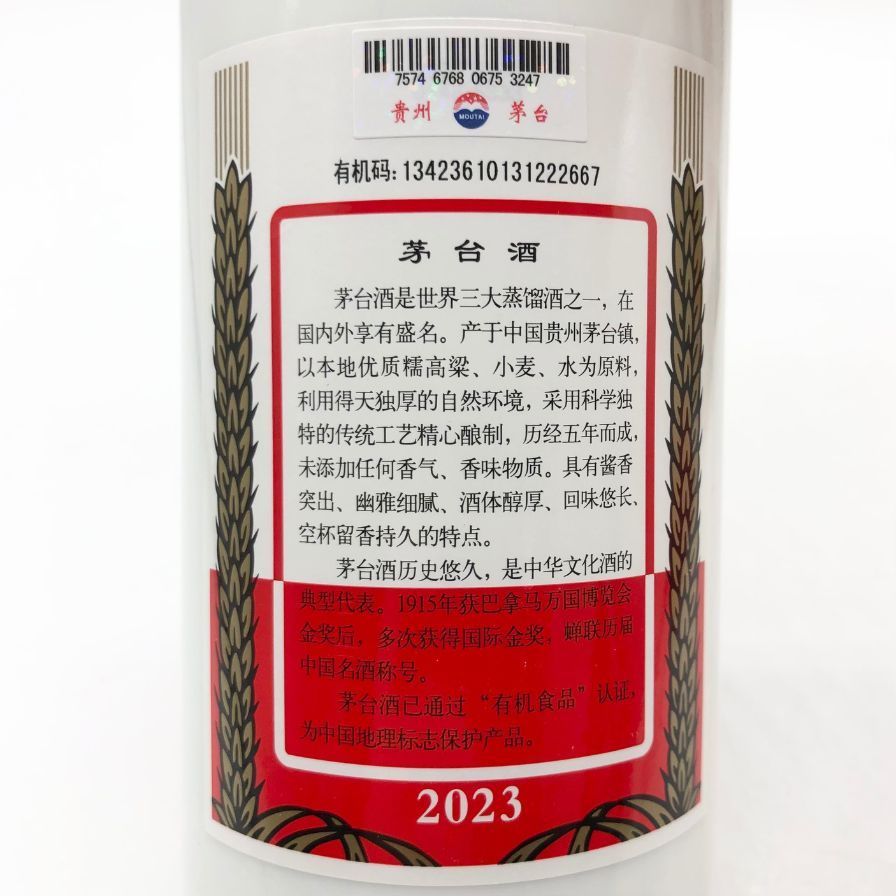 7574 6768 0675 3247
贵州 MOUTAI 茅台
有机码:13423610131222667
茅台酒
茅台酒是世界三大蒸馏酒之一,在
国内外享有盛名。产于中国贵州茅台镇,
以本地优质糯高粱、小麦、水为原料,
利用得天独厚的自然环境,采用科学独
特的传统工艺精心酿制,历经五年而成,
未添加任何香气、香味物质。具有酱香
突出、幽雅细腻、酒体醇厚、回味悠长、
空杯留香持久的特点。
茅台酒历史悠久,是中华文化酒的
典型代表。1915年获巴拿马万国博览会
金奖后,多次获得国际金奖,蝉联历届
中国名酒称号。
茅台酒已通过“有机食品”认证,
为中国地理标志保护产品。
2023